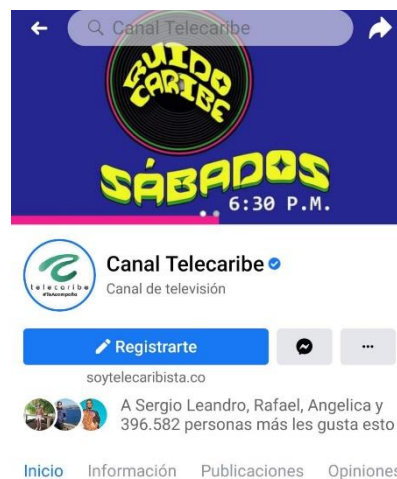 Canal Telecaribe
RUIDO
CARIBE
SÁBADOS
6:30 P.M.
telecaribe
#TeAcompaña
Canal Telecaribe
Canal de televisión
Registrarte
soytelecaribista.co
A Sergio Leandro, Rafael, Angelica y
396.582 personas más les gusta esto
Inicio Información Publicaciones Opiniones